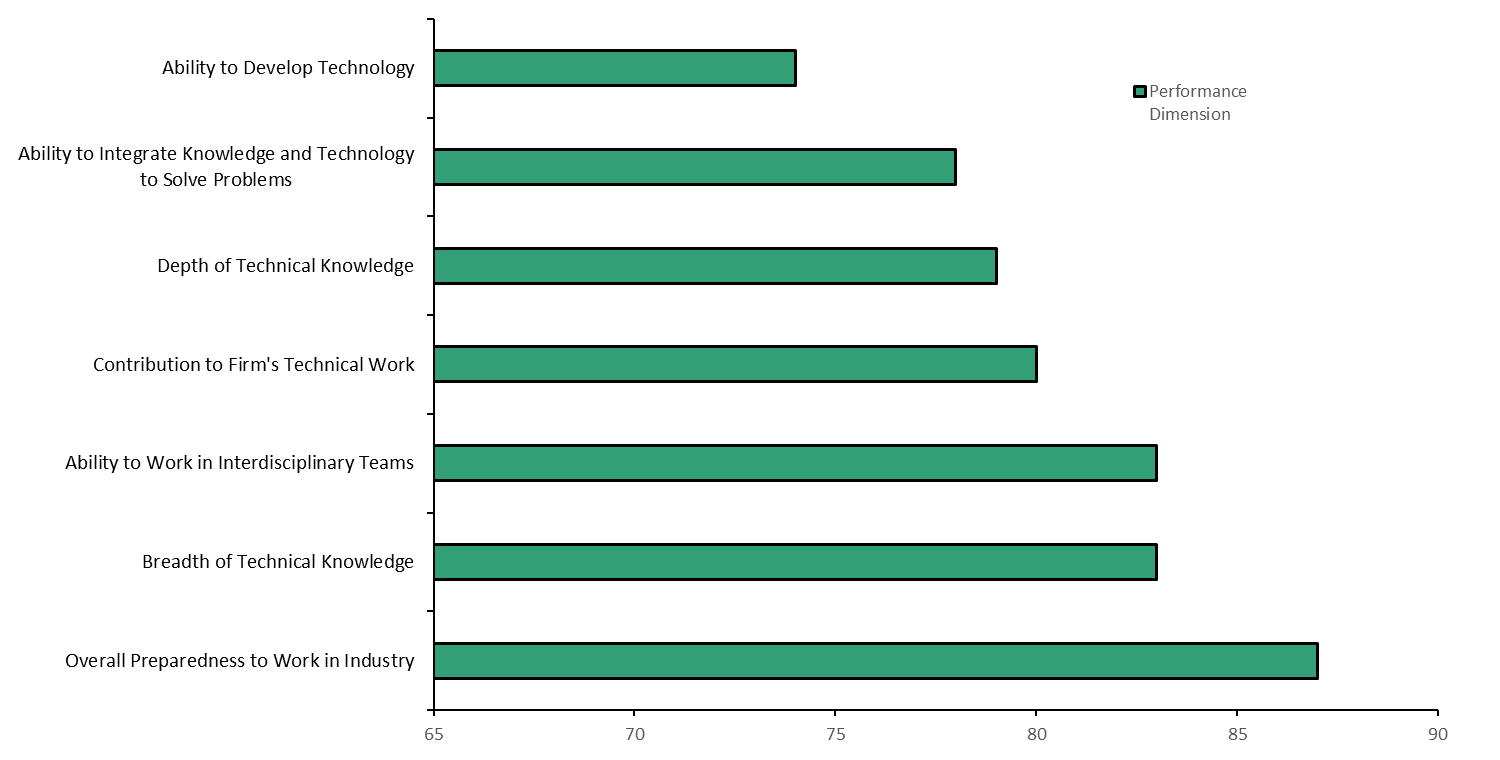 Ability to Develop Technology
Performance
Dimension
Ability to Integrate Knowledge and Technology
to Solve Problems
Depth of Technical Knowledge
Contribution to Firm's Technical Work
Ability to Work in Interdisciplinary Teams
Breadth of Technical Knowledge
Overall Preparedness to Work in Industry
65 70 75 80 85 90